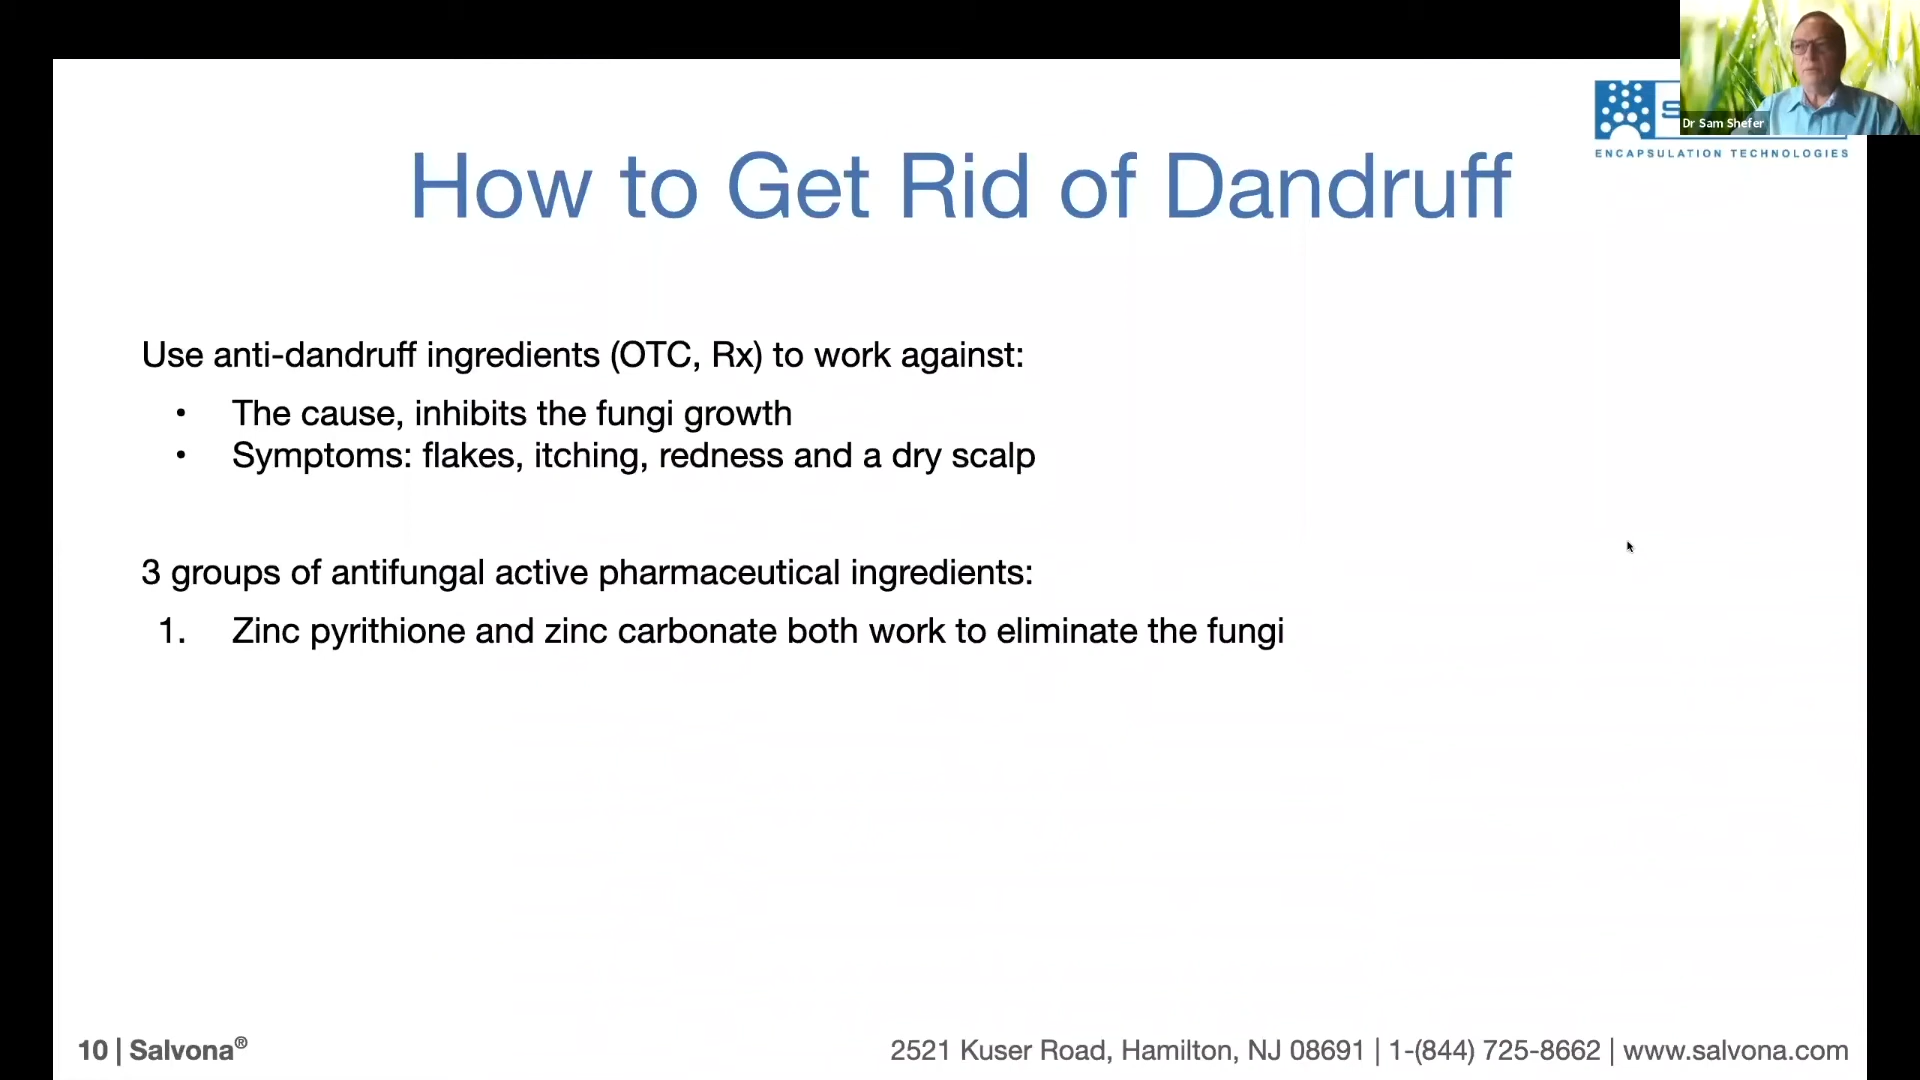 Dr Sam Shefer
ENCAPSULATION TECHNOLOGIES
How to Get Rid of Dandruff
Use anti-dandruff ingredients (OTC, Rx) to work against:
• The cause, inhibits the fungi growth
• Symptoms: flakes, itching, redness and a dry scalp
3 groups of antifungal active pharmaceutical ingredients:
1. Zinc pyrithione and zinc carbonate both work to eliminate the fungi
10 | Salvona®
2521 Kuser Road, Hamilton, NJ 08691 | 1-(844) 725-8662 | www.salvona.com